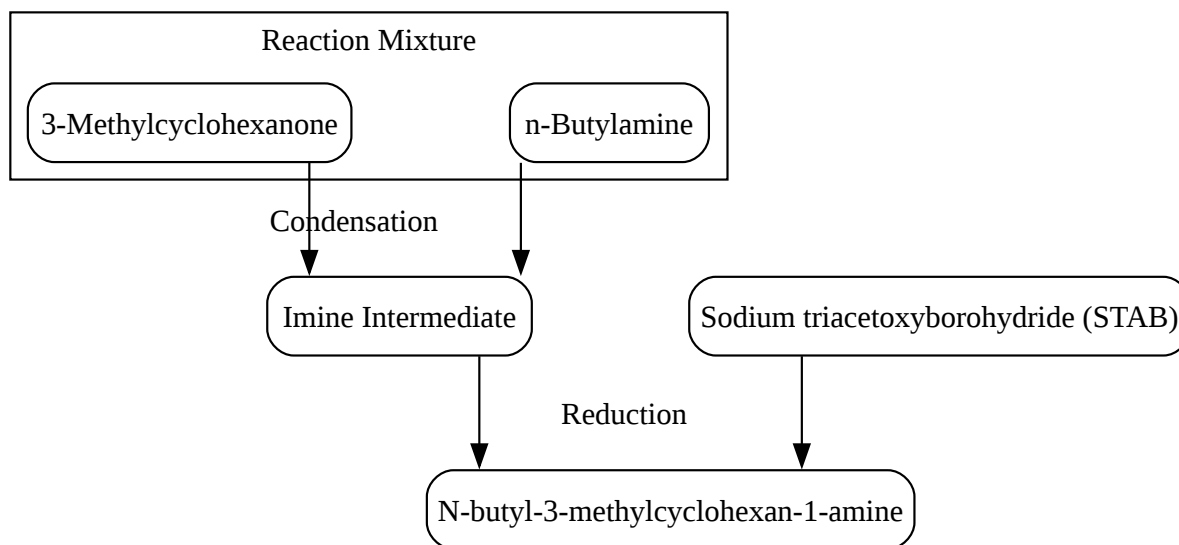 Reaction Mixture
3-Methylcyclohexanone
n-Butylamine
Condensation
Imine Intermediate
Sodium triacetoxyborohydride (STAB)
Reduction
N-butyl-3-methylcyclohexan-1-amine